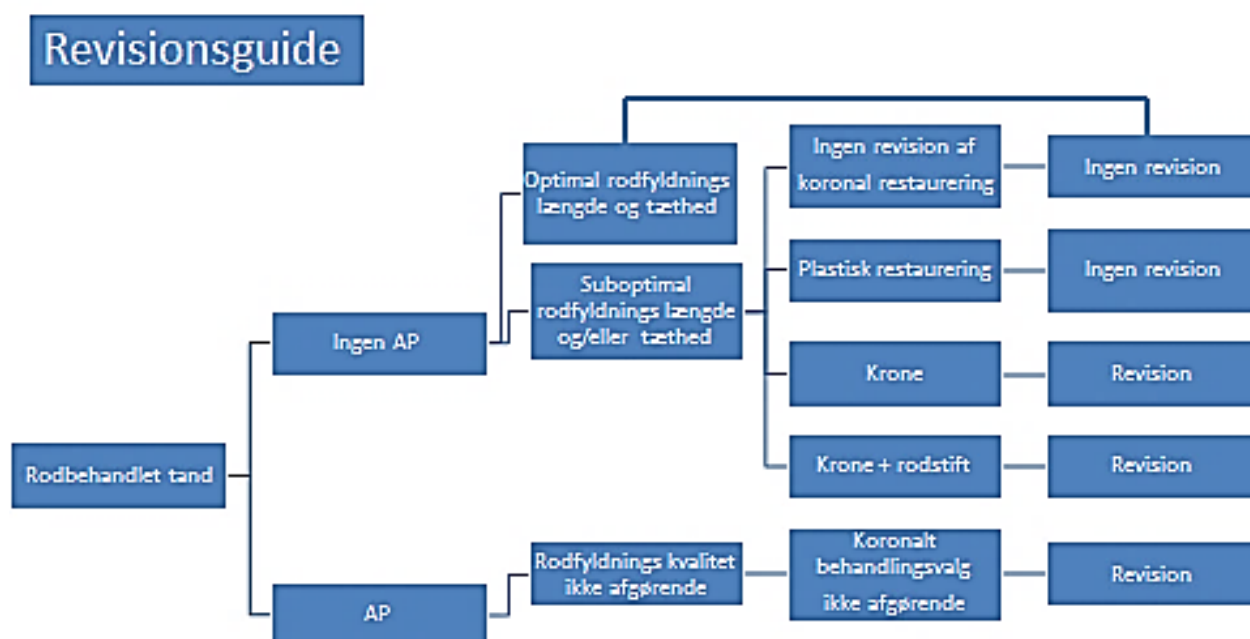 Revisionsguide
Optimal rodfyldnings
længde og tæthed
Ingen revision af
koronal restaurering
Ingen revision
Suboptimal
rodfyldnings længde
og/eller tæthed
Plastisk restaurering
Ingen revision
Ingen AP
Krone
Revision
Krone + rodstift
Revision
Rodbehandlet tand
AP
Rodfyldnings kvalitet
ikke afgørende
Koronalt
behandlingsvalg
ikke afgørende
Revision